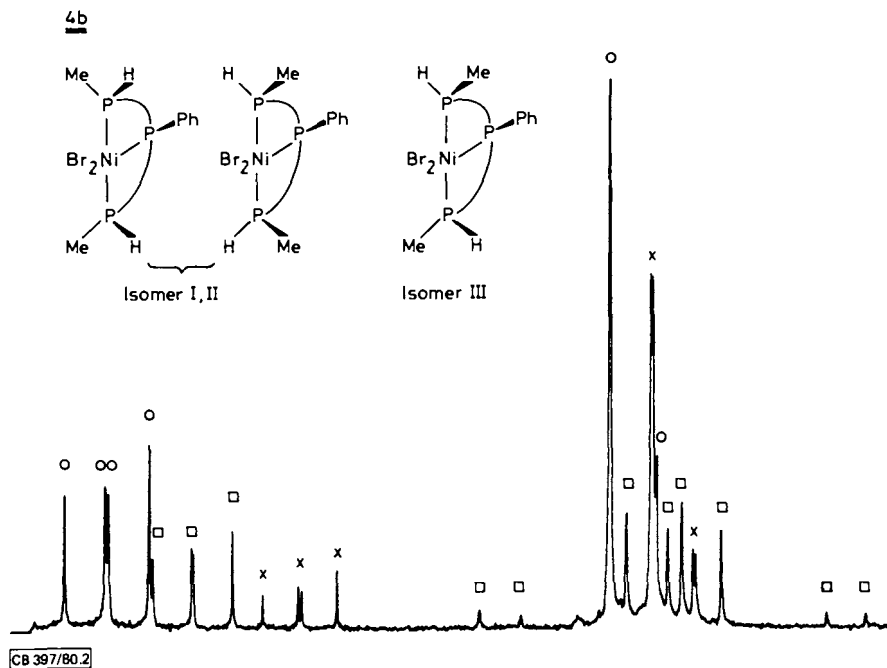 4b
Me H
P
P Ph
Br2Ni
P
Me H
H Me
P
P Ph
Br2Ni
P
H Me
H Me
P
P Ph
Br2Ni
P
Me H
Isomer I, II
Isomer III
O
x
O
O
OO
O
x
x
x
x
CB 397/80.2